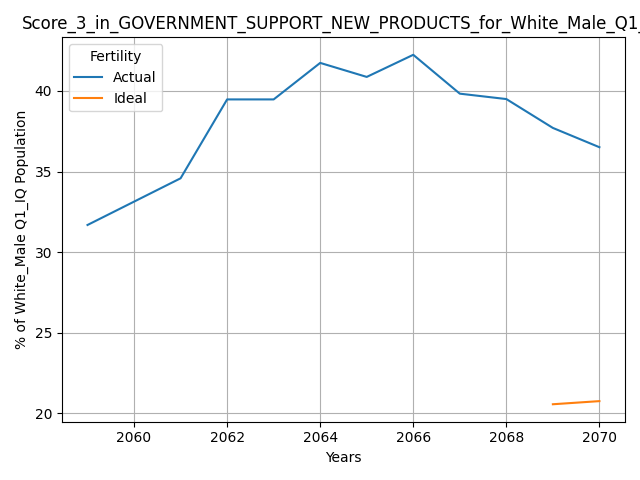 Score_3_in_GOVERNMENT_SUPPORT_NEW_PRODUCTS_for_White_Male_Q1_
Fertility
Actual
Ideal
% of White_Male Q1_IQ Population
40
35
30
25
20
2060 2062 2064 2066 2068 2070
Years